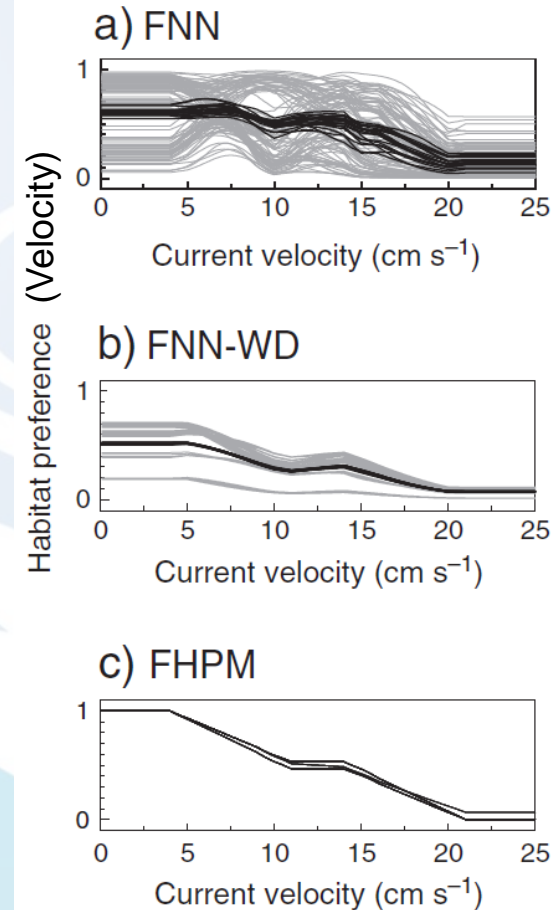 (Velocity)
Habitat preference
a) FNN
1
0
0 5 10 15 20 25
Current velocity (cm s⁻¹)
b) FNN-WD
1
0
0 5 10 15 20 25
Current velocity (cm s⁻¹)
c) FHPM
1
0
0 5 10 15 20 25
Current velocity (cm s⁻¹)